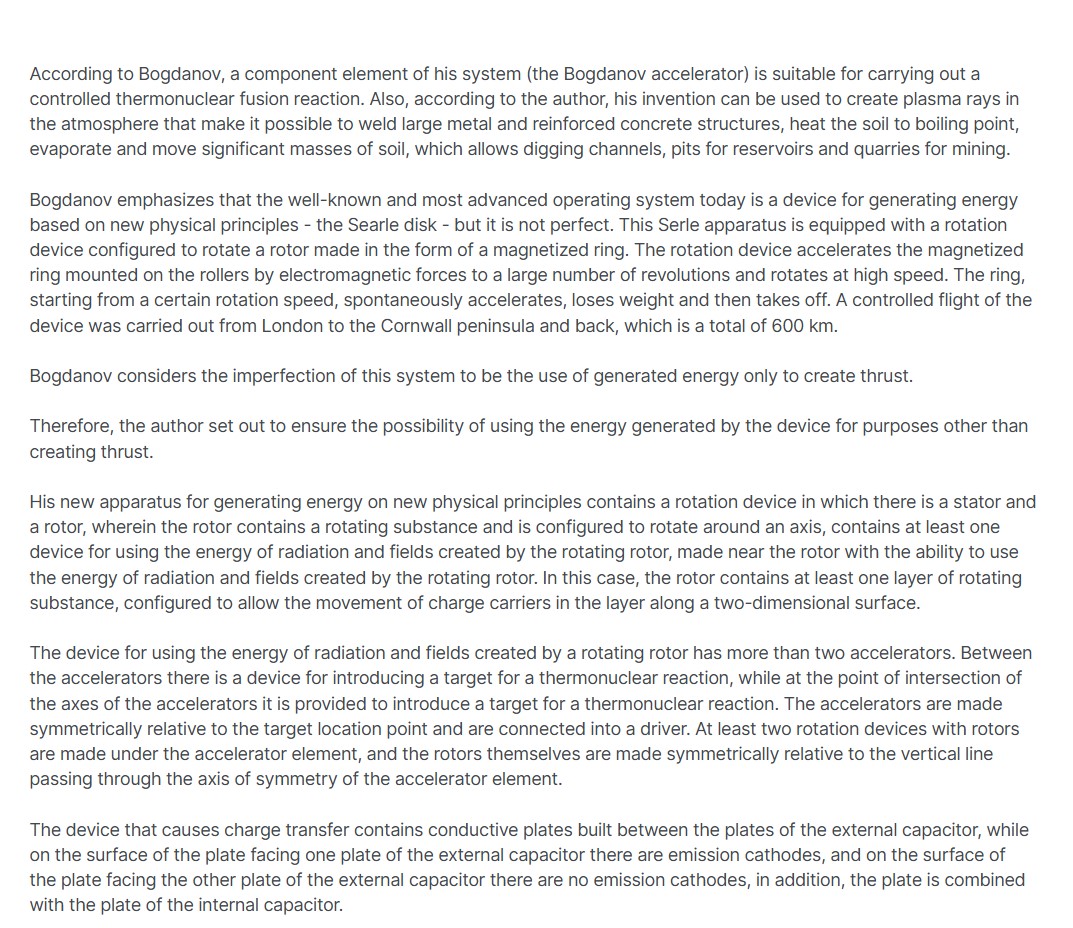 According to Bogdanov, a component element of his system (the Bogdanov accelerator) is suitable for carrying out a
controlled thermonuclear fusion reaction. Also, according to the author, his invention can be used to create plasma rays in
the atmosphere that make it possible to weld large metal and reinforced concrete structures, heat the soil to boiling point,
evaporate and move significant masses of soil, which allows digging channels, pits for reservoirs and quarries for mining.
Bogdanov emphasizes that the well-known and most advanced operating system today is a device for generating energy
based on new physical principles - the Searle disk - but it is not perfect. This Serle apparatus is equipped with a rotation
device configured to rotate a rotor made in the form of a magnetized ring. The rotation device accelerates the magnetized
ring mounted on the rollers by electromagnetic forces to a large number of revolutions and rotates at high speed. The ring,
starting from a certain rotation speed, spontaneously accelerates, loses weight and then takes off. A controlled flight of the
device was carried out from London to the Cornwall peninsula and back, which is a total of 600 km.
Bogdanov considers the imperfection of this system to be the use of generated energy only to create thrust.
Therefore, the author set out to ensure the possibility of using the energy generated by the device for purposes other than
creating thrust.
His new apparatus for generating energy on new physical principles contains a rotation device in which there is a stator and
a rotor, wherein the rotor contains a rotating substance and is configured to rotate around an axis, contains at least one
device for using the energy of radiation and fields created by the rotating rotor, made near the rotor with the ability to use
the energy of radiation and fields created by the rotating rotor. In this case, the rotor contains at least one layer of rotating
substance, configured to allow the movement of charge carriers in the layer along a two-dimensional surface.
The device for using the energy of radiation and fields created by a rotating rotor has more than two accelerators. Between
the accelerators there is a device for introducing a target for a thermonuclear reaction, while at the point of intersection of
the axes of the accelerators it is provided to introduce a target for a thermonuclear reaction. The accelerators are made
symmetrically relative to the target location point and are connected into a driver. At least two rotation devices with rotors
are made under the accelerator element, and the rotors themselves are made symmetrically relative to the vertical line
passing through the axis of symmetry of the accelerator element.
The device that causes charge transfer contains conductive plates built between the plates of the external capacitor, while
on the surface of the plate facing one plate of the external capacitor there are emission cathodes, and on the surface of
the plate facing the other plate of the external capacitor there are no emission cathodes, in addition, the plate is combined
with the plate of the internal capacitor.